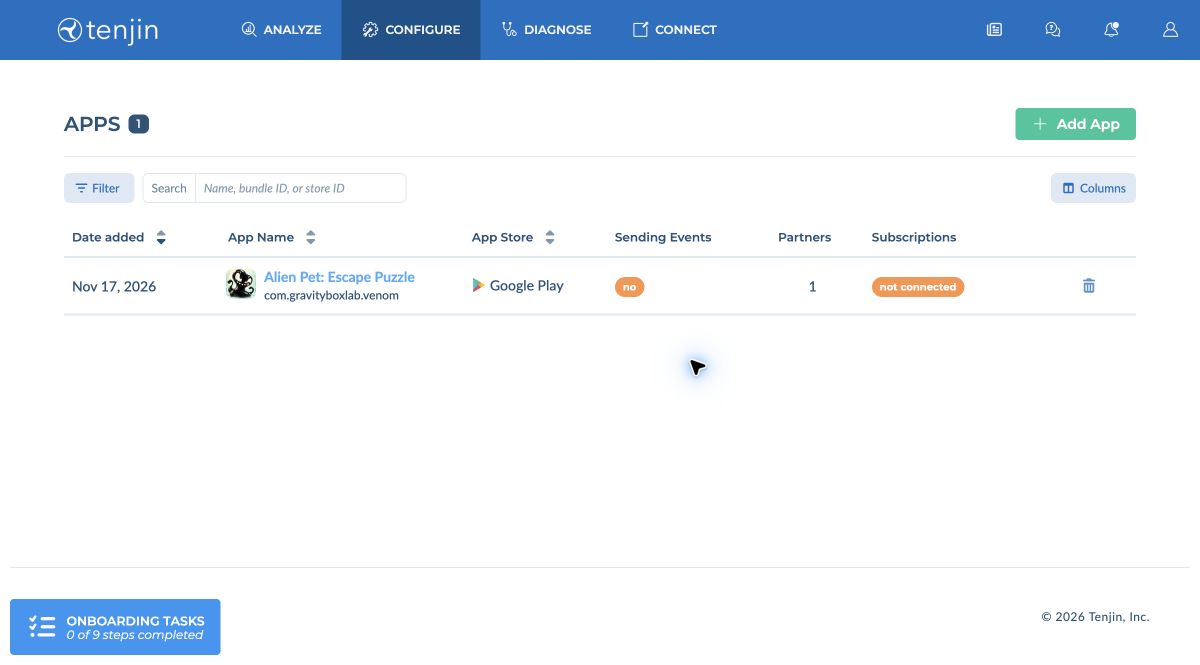 tenjin ANALYZE CONFIGURE DIAGNOSE CONNECT
APPS 1
+ Add App
Filter Search Name, bundle ID, or store ID Columns
Date added App Name App Store Sending Events Partners Subscriptions
Nov 17, 2026 Alien Pet: Escape Puzzle Google Play no 1 not connected
com.gravityboxlab.venom
ONBOARDING TASKS
0 of 9 steps completed
© 2026 Tenjin, Inc.